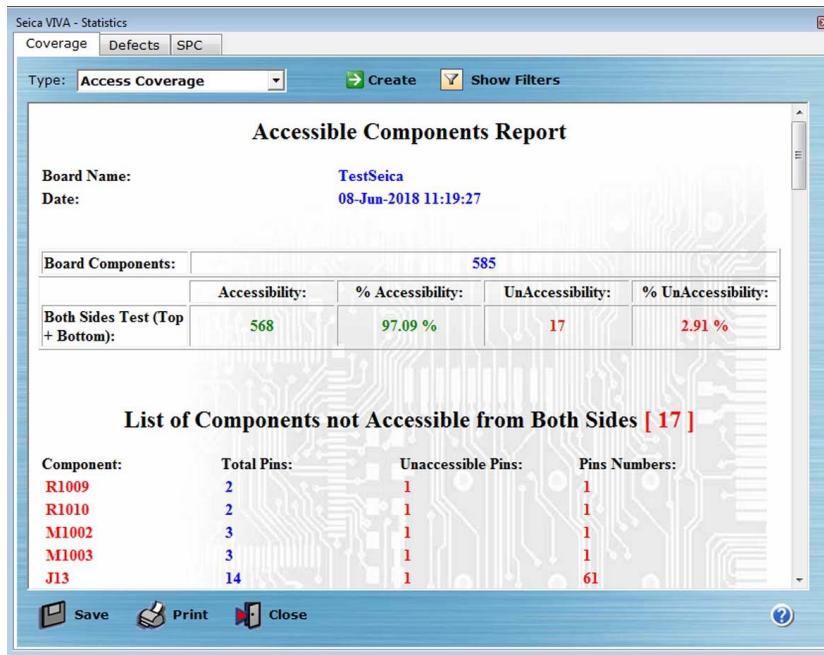 Seica VIVA - Statistics
Coverage Defects SPC
Type: Access Coverage Create Show Filters
Accessible Components Report
Board Name: TestSeica
Date: 08-Jun-2018 11:19:27
Board Components: 585
Accessibility: % Accessibility: UnAccessibility: % UnAccessibility:
Both Sides Test (Top
+ Bottom): 568 97.09 % 17 2.91 %
List of Components not Accessible from Both Sides [ 17 ]
Component: Total Pins: Unaccessible Pins: Pins Numbers:
R1009 2 1 1
R1010 2 1 1
M1002 3 1 1
M1003 3 1 1
J13 14 1 61
Save Print Close ?